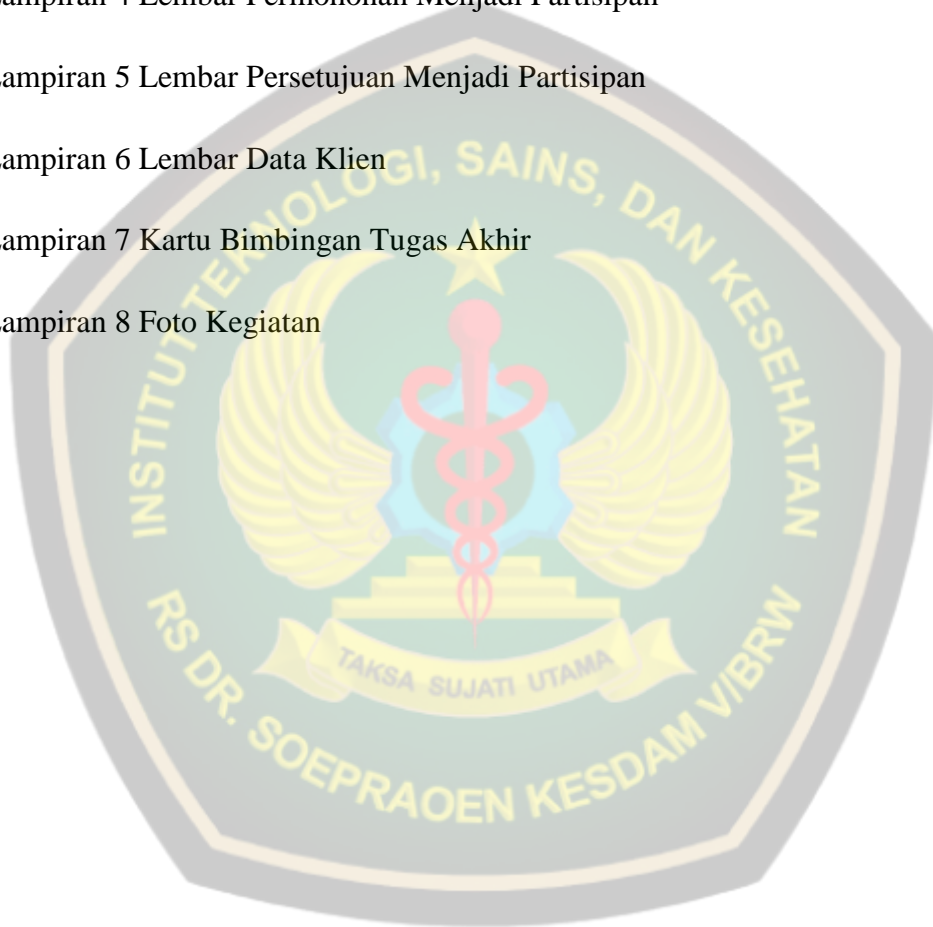 ampiran 4 Lembar Permohonan Menjadi Partisipan
ampiran 5 Lembar Persetujuan Menjadi Partisipan
ampiran 6 Lembar Data Klien
ampiran 7 Kartu Bimbingan Tugas Akhir
ampiran 8 Foto Kegiatan
INSTITUT TEKNOLOGI, SAINS, DAN KESEHATAN
TAKSA SUJATI UTAMA
RS DR. SOEPRAOEN KESDAM V/BRW